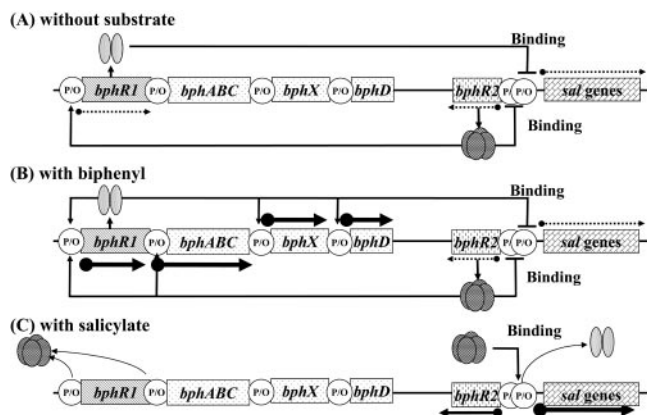 (A) without substrate
Binding
P/O bphR1 P/O bphABC P/O bphX P/O bphD bphR2 P/O P/O sal genes
Binding
(B) with biphenyl
Binding
P/O bphR1 P/O bphABC P/O bphX P/O bphD bphR2 P/O P/O sal genes
Binding
(C) with salicylate
Binding
P/O bphR1 P/O bphABC P/O bphX P/O bphD bphR2 P/O P/O sal genes